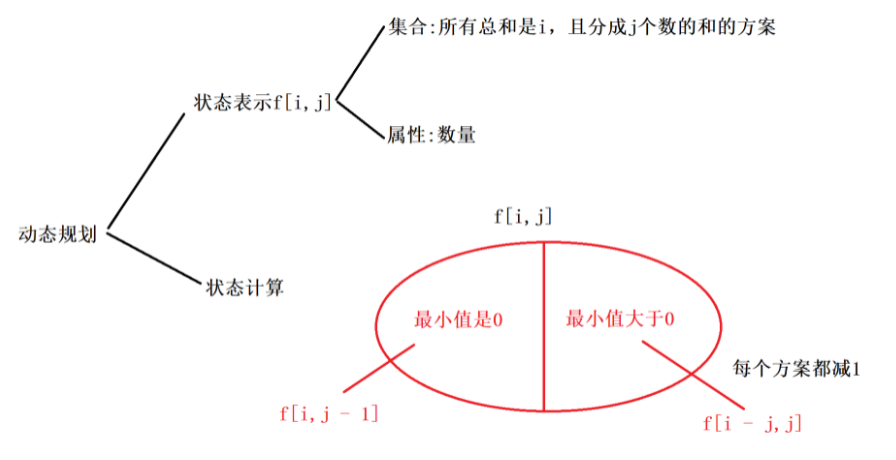 集合:所有总和是i，且分成j个数的和的方案
状态表示f[i,j]
属性:数量
f[i,j]
动态规划
状态计算
最小值是0
最小值大于0
每个方案都减1
f[i,j - 1]
f[i - j,j]